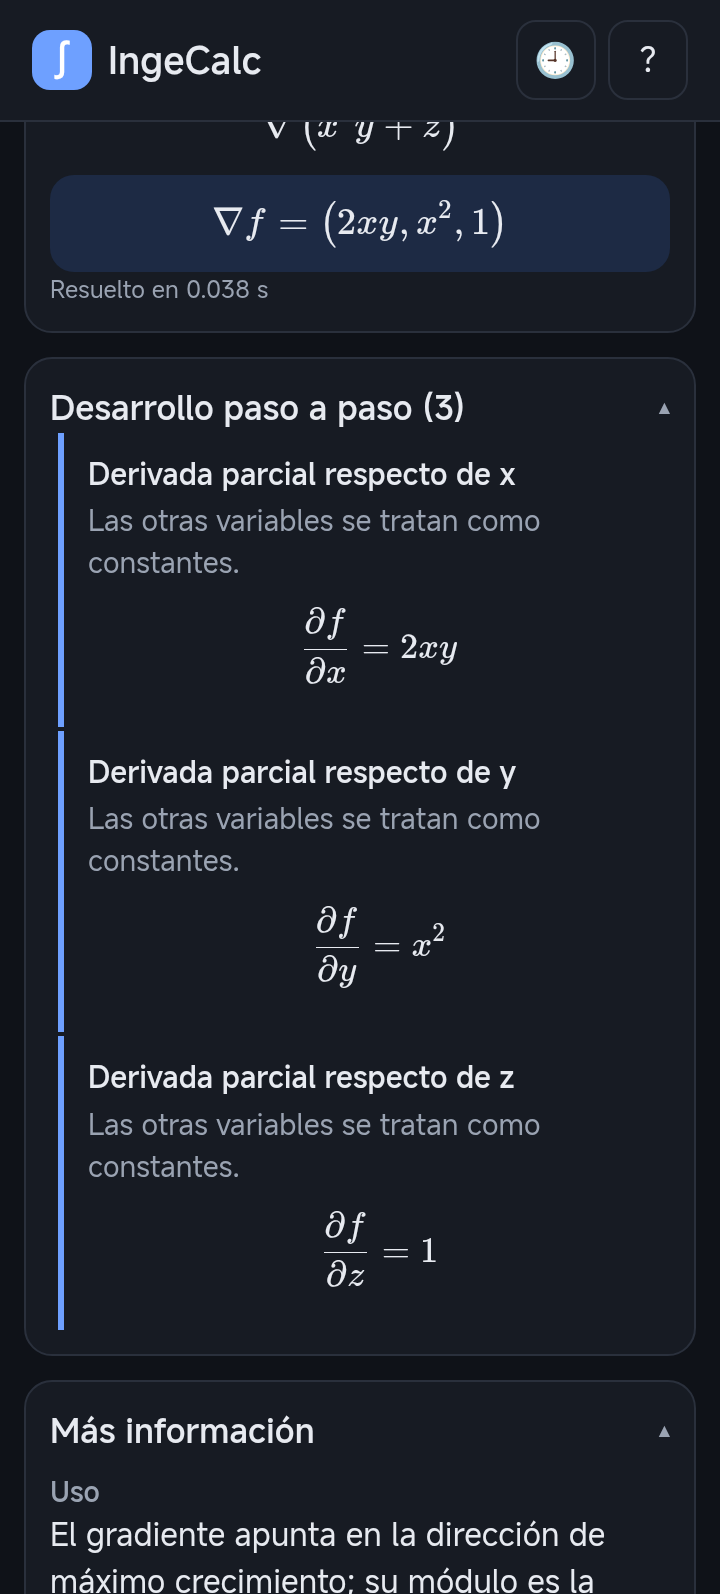 ∫ IngeCalc ?
∇ (x y + z)
∇f = (2xy, x², 1)
Resuelto en 0.038 s
Desarrollo paso a paso (3) ▲
Derivada parcial respecto de x
Las otras variables se tratan como
constantes.
∂f/∂x = 2xy
Derivada parcial respecto de y
Las otras variables se tratan como
constantes.
∂f/∂y = x²
Derivada parcial respecto de z
Las otras variables se tratan como
constantes.
∂f/∂z = 1
Más información ▲
Uso
El gradiente apunta en la dirección de
máximo crecimiento; su módulo es la